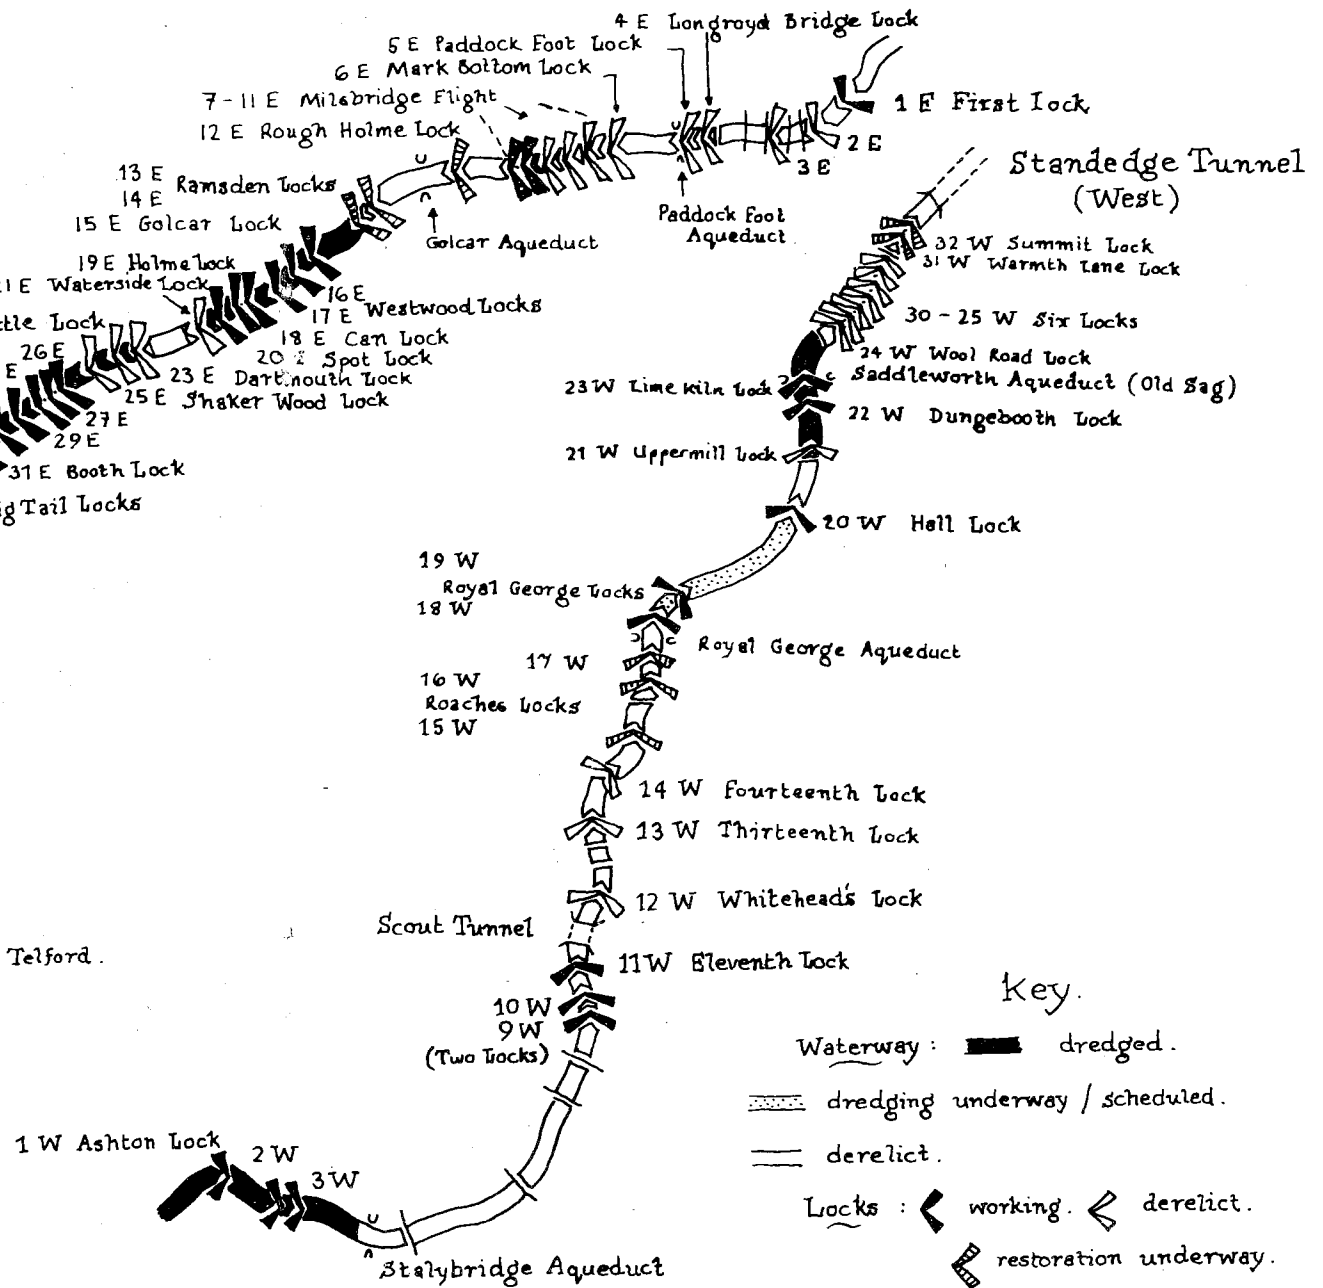 4 E Longroyd Bridge Lock
5 E Paddock Foot Lock
6 E Mark Bottom Lock
7 - 11 E Milnsbridge Flight
12 E Rough Holme Lock
1 E First Lock
2 E
3 E
13 E
Ramsden Locks
14 E
15 E Golcar Lock
Golcar Aqueduct
Paddock Foot
Aqueduct
Standedge Tunnel
(West)
32 W Summit Lock
31 W Warmth Lane Lock
30 - 25 W Six Locks
24 W Wool Road Lock
Saddleworth Aqueduct (Old Sag)
23 W Lime Kiln Lock
22 W Dungebooth Lock
21 W Uppermill Lock
20 W Hall Lock
19 E Holme Lock
1 E Waterside Lock
ttle Lock
16 E
17 E Westwood Locks
18 E Can Lock
20 E Spot Lock
23 E Dartmouth Lock
25 E Shaker Wood Lock
26 E
E
27 E
29 E
31 E Booth Lock
ig Tail Locks
19 W
Royal George Locks
18 W
Royal George Aqueduct
17 W
16 W
Roaches Locks
15 W
14 W Fourteenth Lock
13 W Thirteenth Lock
12 W Whitehead's Lock
Scout Tunnel
Telford.
11 W Eleventh Lock
10 W
9 W
(Two Locks)
1 W Ashton Lock
2 W
3 W
Stalybridge Aqueduct
Key.
Waterway: dredged.
dredging underway / scheduled.
derelict.
Locks: working. derelict.
restoration underway.